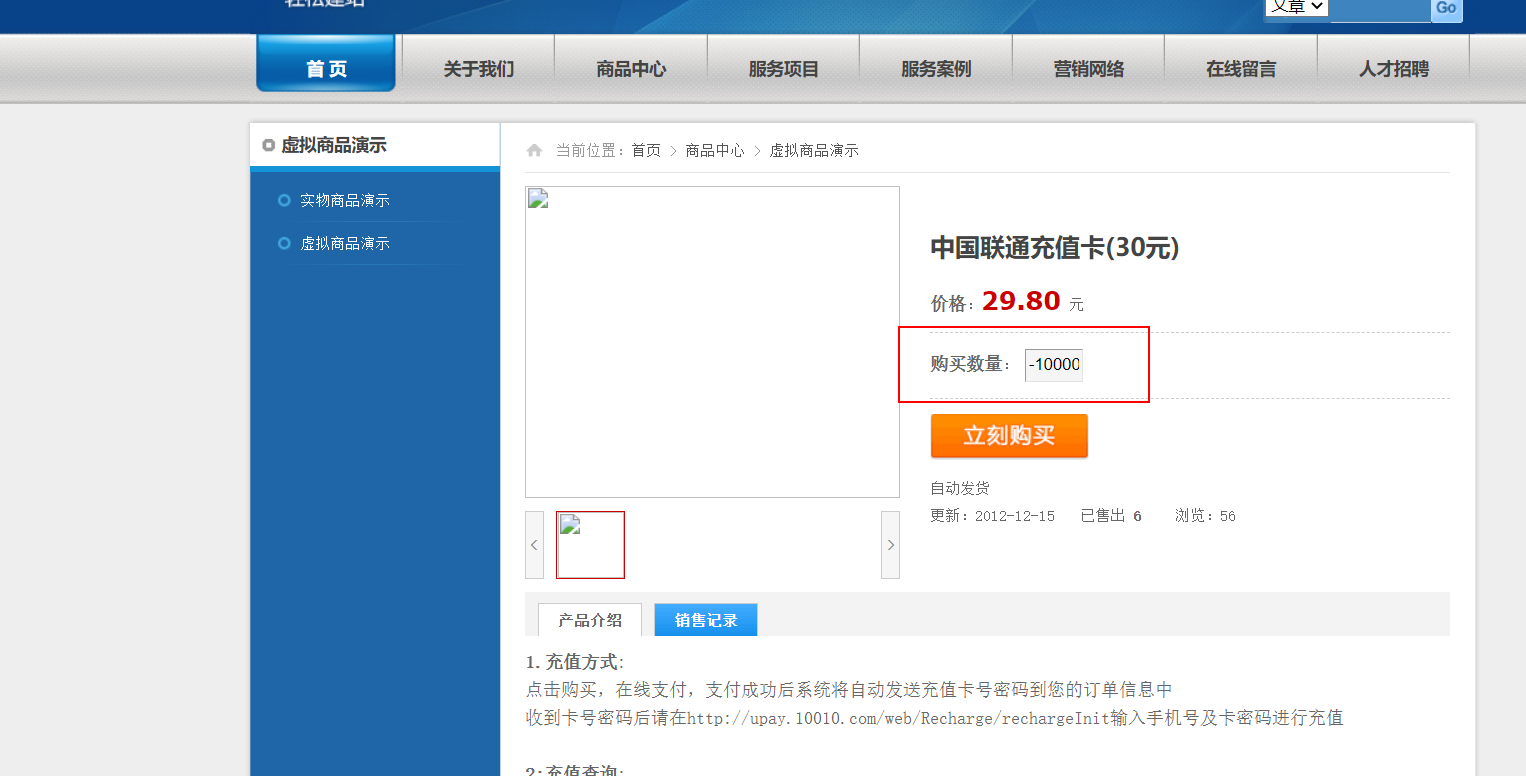 轻松建站
文章
Go
首 页
关于我们
商品中心
服务项目
服务案例
营销网络
在线留言
人才招聘
虚拟商品演示
实物商品演示
虚拟商品演示
当前位置：首页 > 商品中心 > 虚拟商品演示
中国联通充值卡(30元)
价格：29.80 元
购买数量： -10000
立刻购买
自动发货
更新：2012-12-15 已售出 6 浏览：56
产品介绍
销售记录
1. 充值方式:
点击购买，在线支付，支付成功后系统将自动发送充值卡号密码到您的订单信息中
收到卡号密码后请在http://upay.10010.com/web/Recharge/rechargeInit输入手机号及卡密码进行充值
2: 充值查询: